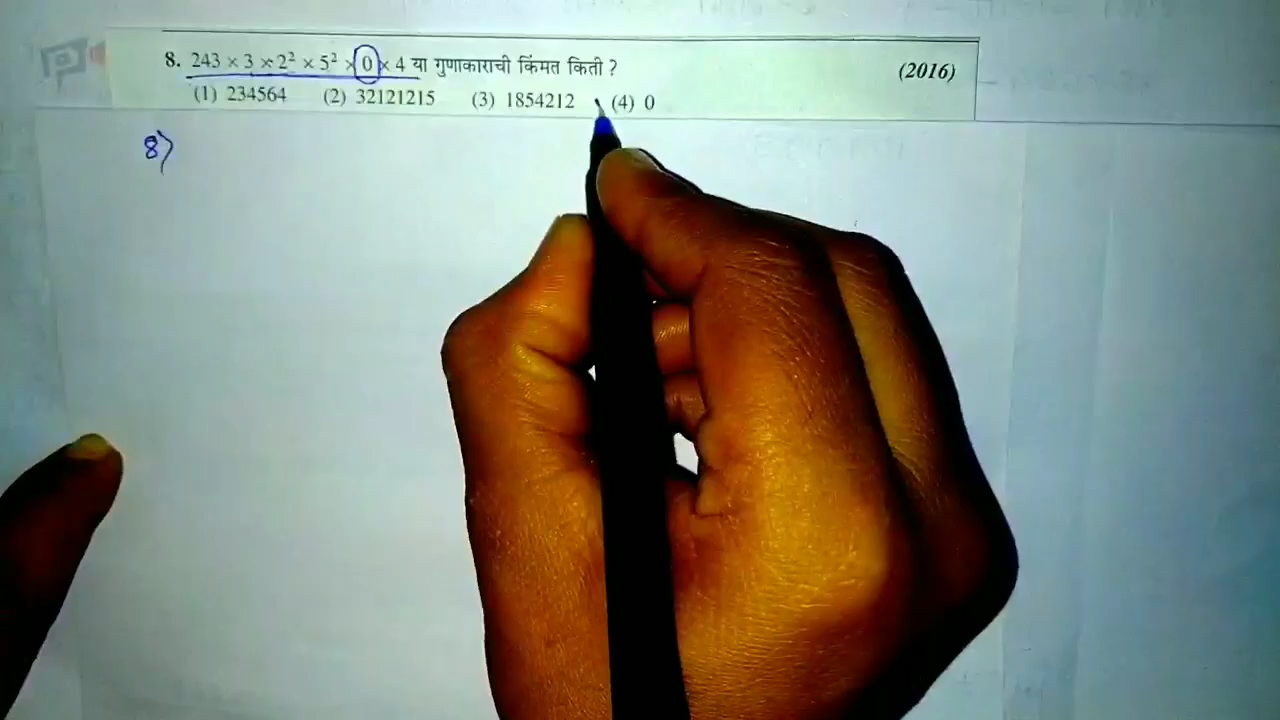 8. 243 × 3 × 2² × 5² × 0 × 4 या गुणाकाराची किंमत किती ? (2016)
(1) 234564 (2) 32121215 (3) 1854212 (4) 0
8)